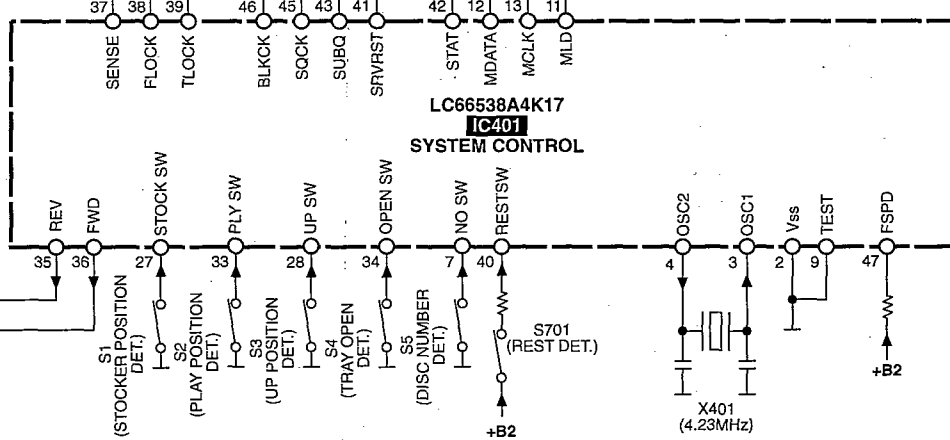 37 38 39 46 45 43 41 42 12 13 11
SENSE
FLOCK
TLOCK
BLKCK
SQCK
SUBQ
SRVRST
STAT
MDATA
MCLK
MLD
LC66538A4K17
IC401
SYSTEM CONTROL
REV
FWD
STOCK SW
PLY SW
UP SW
OPEN SW
NO SW
RESTSW
OSC2
OSC1
Vss
TEST
FSPD
35 36 27 33 28 34 7 40 4 3 2 9 47
S1
(STOCKER POSITION
DET.)
S2
(PLAY POSITION
DET.)
S3
(UP POSITION
DET.)
S4
(TRAY OPEN
DET.)
S5
(DISC NUMBER
DET.)
S701
(REST DET.)
+B2
X401
(4.23MHz)
+B2